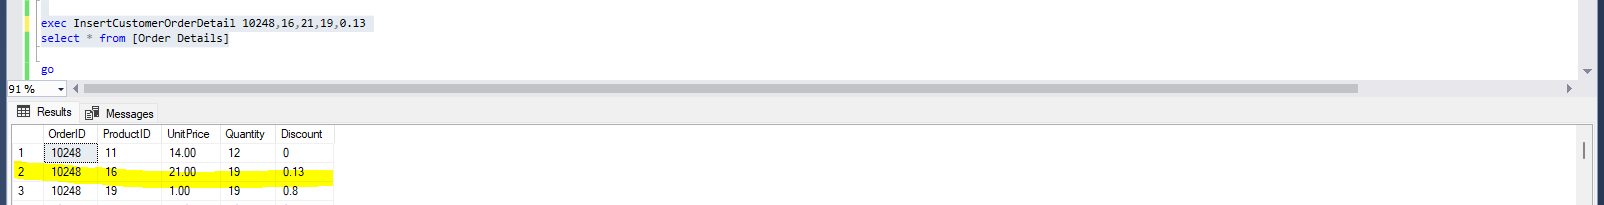 exec InsertCustomerOrderDetail 10248,16,21,19,0.13
select * from [Order Details]
go
91 %
Results Messages
OrderID ProductID UnitPrice Quantity Discount
1 10248 11 14.00 12 0
2 10248 16 21.00 19 0.13
3 10248 19 1.00 19 0.8